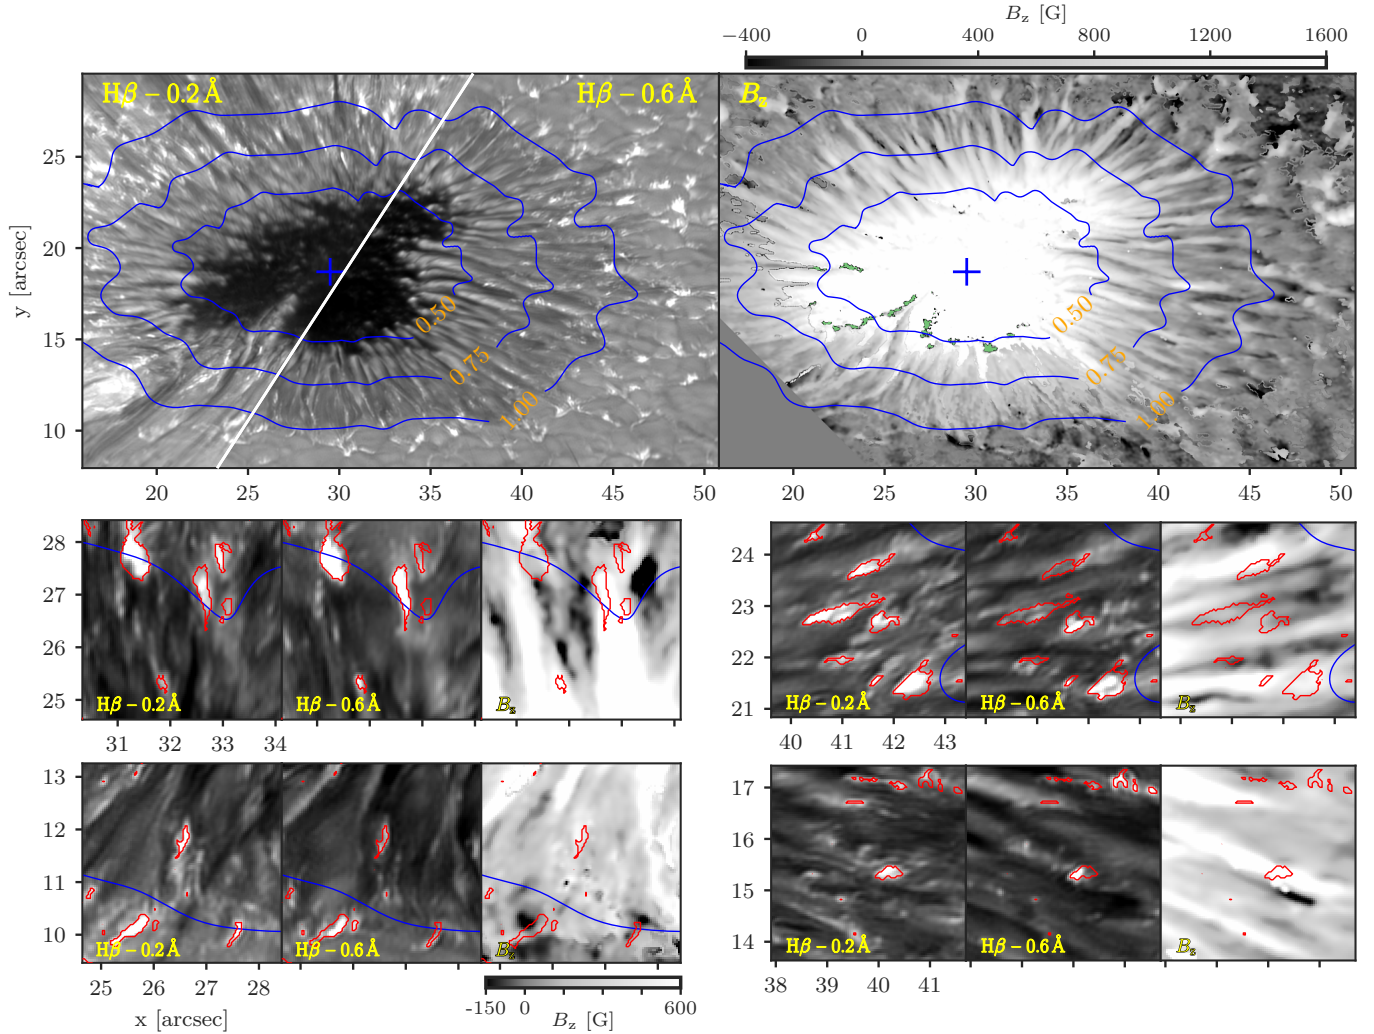 B_z [G]
−400 0 400 800 1200 1600
Hβ − 0.2 Å
Hβ − 0.6 Å
B_z
y [arcsec]
25
20
15
10
0.50
0.75
1.00
0.50
0.75
1.00
20 25 30 35 40 45 50
20 25 30 35 40 45 50
28
27
26
25
Hβ − 0.2 Å
Hβ − 0.6 Å
B_z
31 32 33 34
24
23
22
21
Hβ − 0.2 Å
Hβ − 0.6 Å
B_z
40 41 42 43
13
12
11
10
Hβ − 0.2 Å
Hβ − 0.6 Å
B_z
25 26 27 28
x [arcsec]
-150 0 600
B_z [G]
17
16
15
14
Hβ − 0.2 Å
Hβ − 0.6 Å
B_z
38 39 40 41